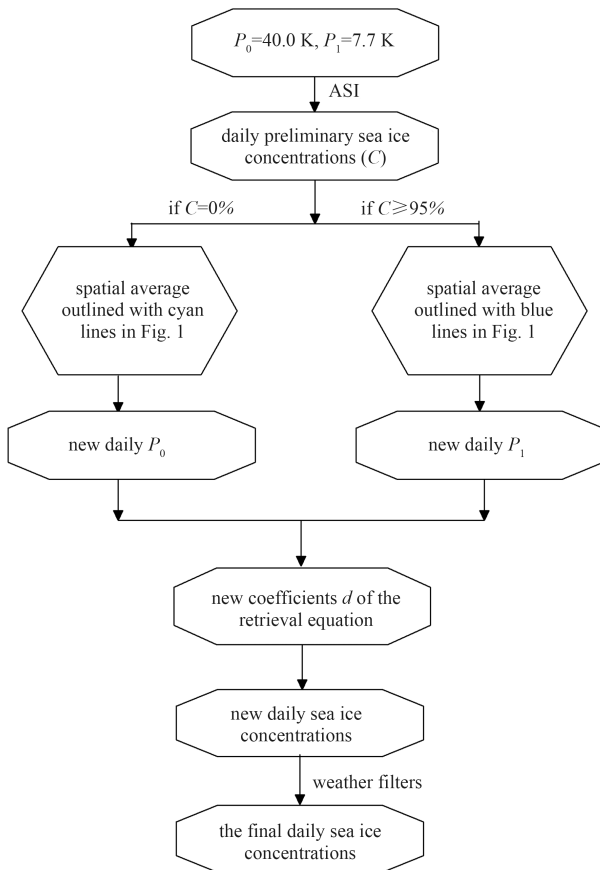 P₀=40.0 K, P₁=7.7 K
ASI
daily preliminary sea ice
concentrations (C)
if C=0%
if C≥95%
spatial average
outlined with cyan
lines in Fig. 1
spatial average
outlined with blue
lines in Fig. 1
new daily P₀
new daily P₁
new coefficients d of the
retrieval equation
new daily sea ice
concentrations
weather filters
the final daily sea ice
concentrations